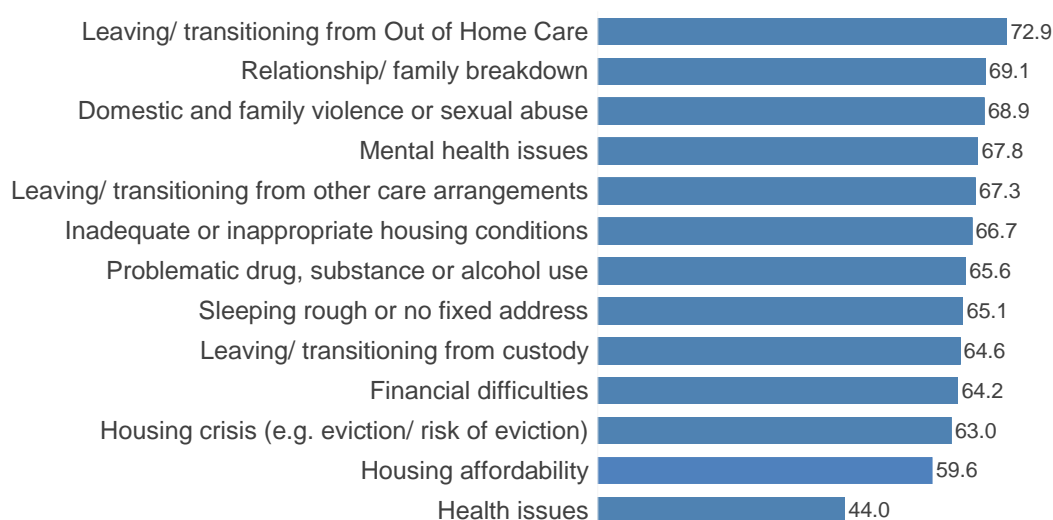 Leaving/ transitioning from Out of Home Care 72.9
Relationship/ family breakdown 69.1
Domestic and family violence or sexual abuse 68.9
Mental health issues 67.8
Leaving/ transitioning from other care arrangements 67.3
Inadequate or inappropriate housing conditions 66.7
Problematic drug, substance or alcohol use 65.6
Sleeping rough or no fixed address 65.1
Leaving/ transitioning from custody 64.6
Financial difficulties 64.2
Housing crisis (e.g. eviction/ risk of eviction) 63.0
Housing affordability 59.6
Health issues 44.0